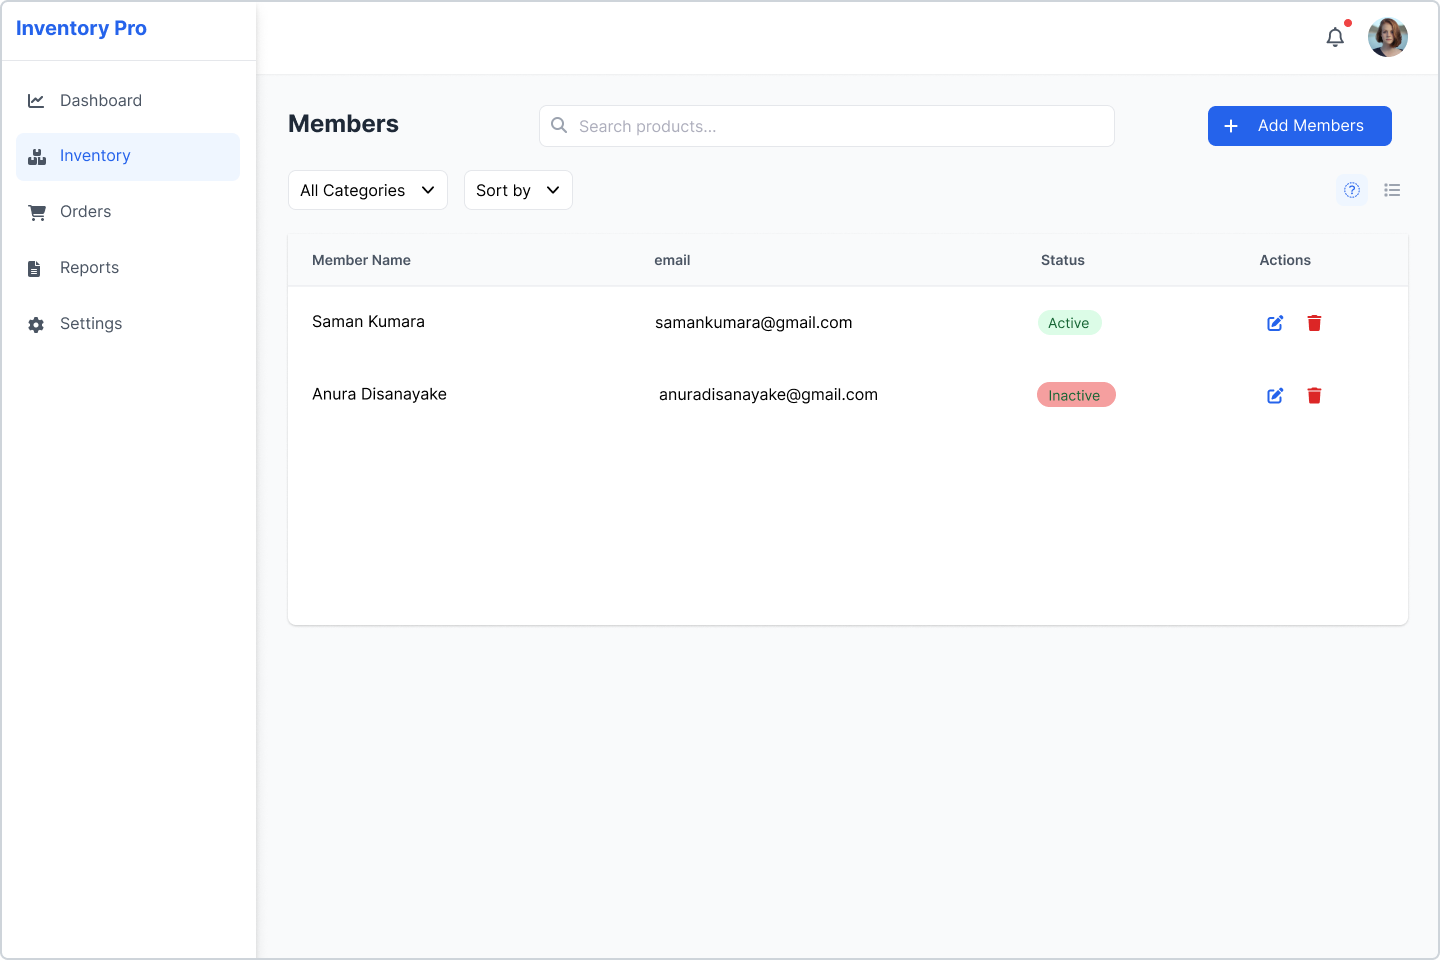 Inventory Pro
Dashboard
Inventory
Orders
Reports
Settings
Members
Search products...
Add Members
All Categories
Sort by
Member Name email Status Actions
Saman Kumara samankumara@gmail.com Active
Anura Disanayake anuradisanayake@gmail.com Inactive